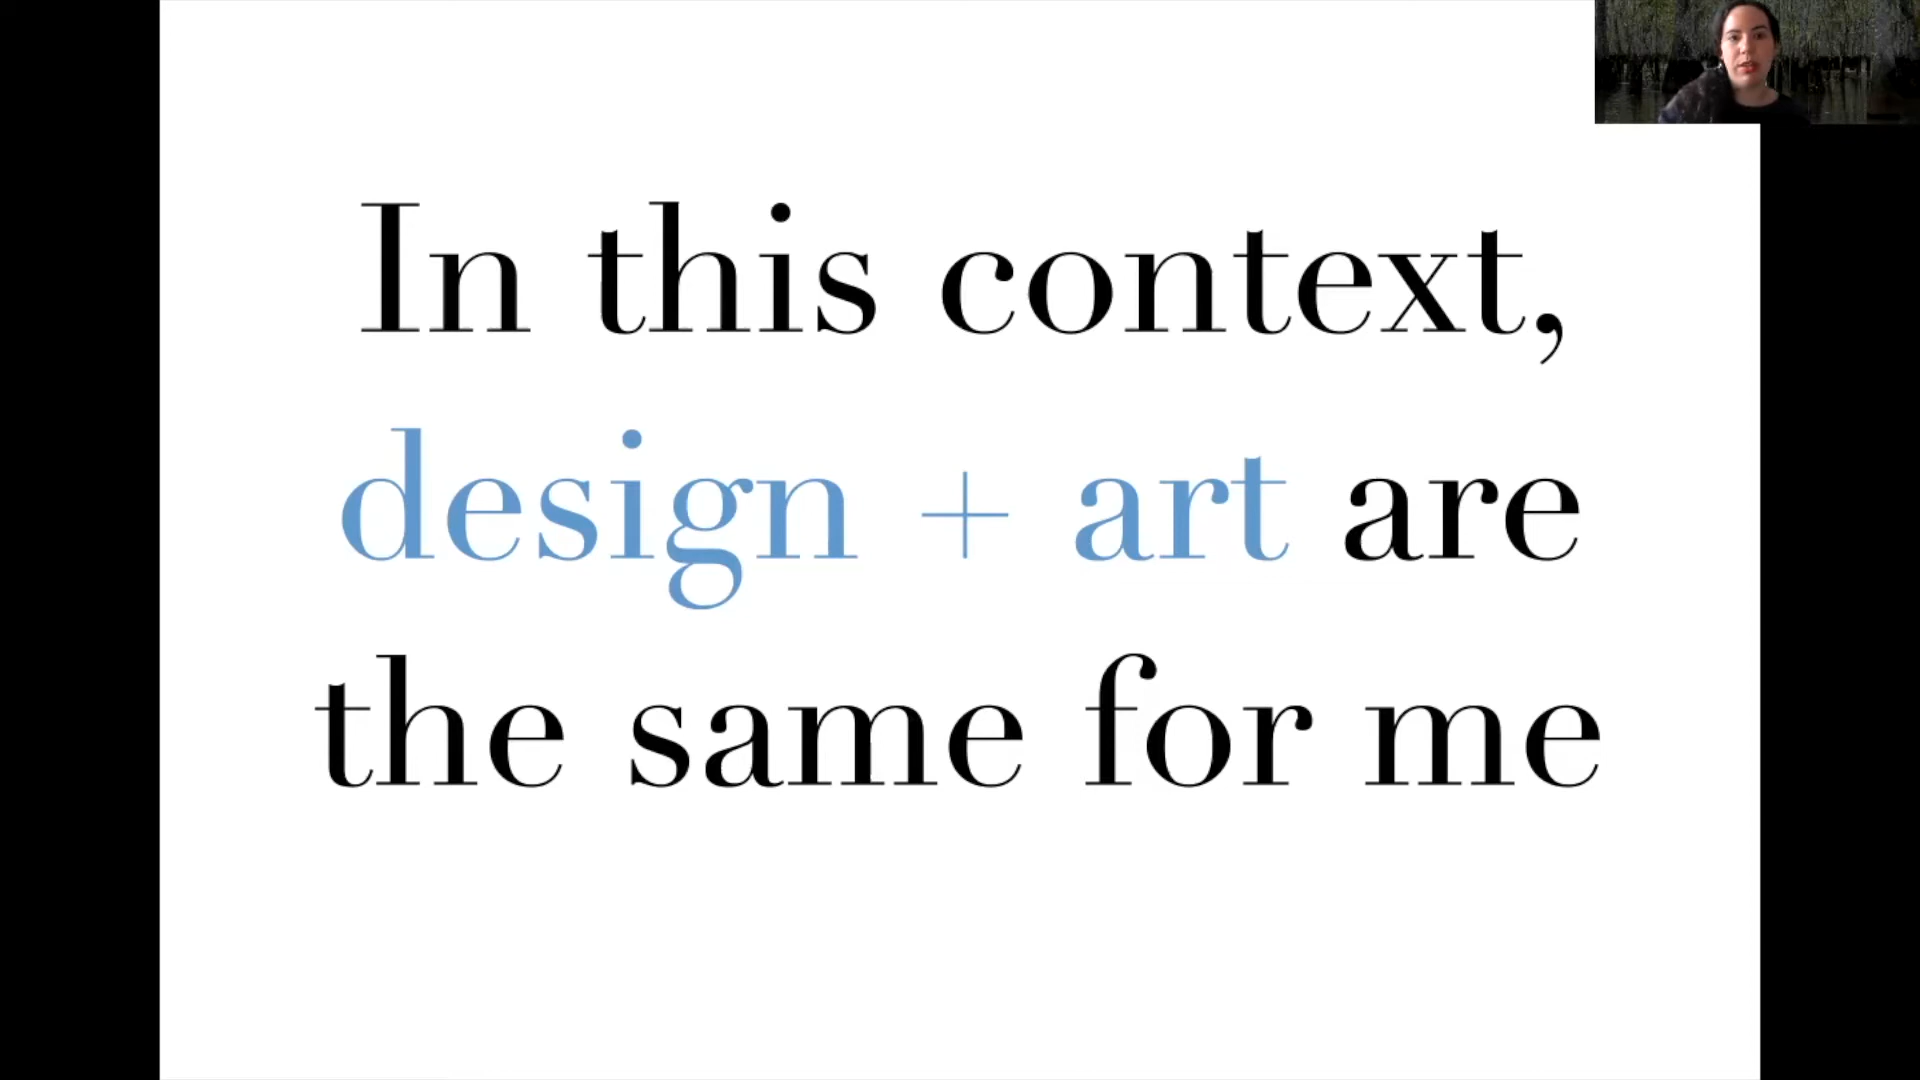 In this context,
design + art are
the same for me